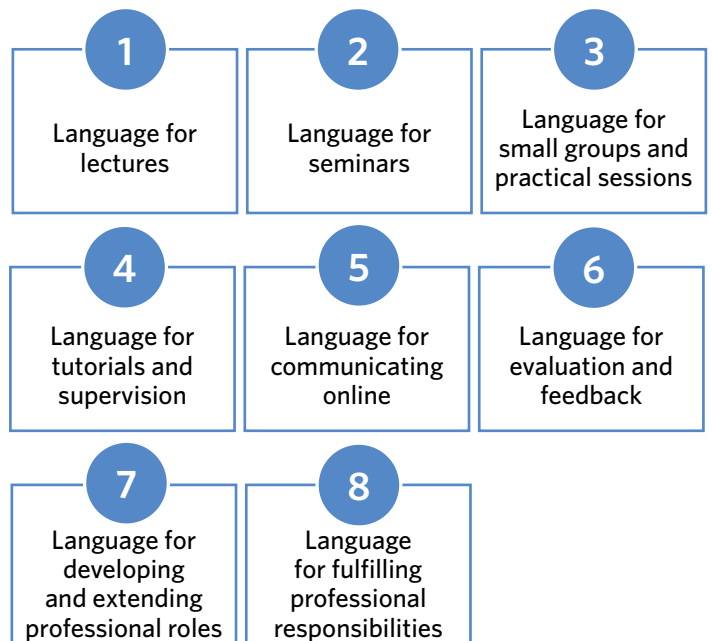 1
Language for
lectures
2
Language for
seminars
3
Language for
small groups and
practical sessions
4
Language for
tutorials and
supervision
5
Language for
communicating
online
6
Language for
evaluation and
feedback
7
Language for
developing
and extending
professional roles
8
Language
for fulfilling
professional
responsibilities